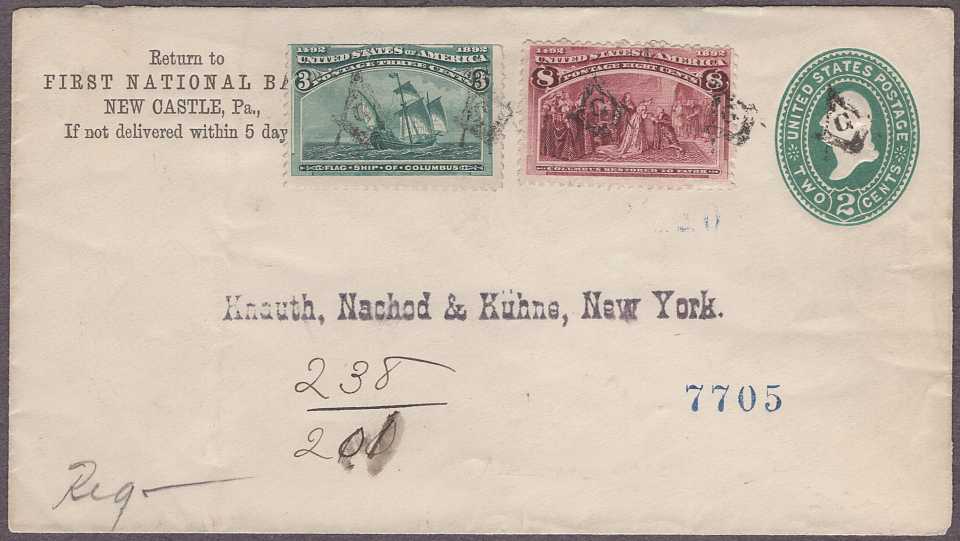 Return to
FIRST NATIONAL BA
NEW CASTLE, Pa.,
If not delivered within 5 day
1492 1892
UNITED STATES OF AMERICA
POSTAGE THREE CENTS
3 3
FLAG-SHIP OF COLUMBUS
1492 1892
UNITED STATES OF AMERICA
POSTAGE EIGHT CENTS
8 8
COLUMBUS RESTORED TO FAVOR
UNITED STATES POSTAGE
TWO 2 CENTS
G
Knauth, Nachod & Kühne, New York.
238
200
7705
Reg